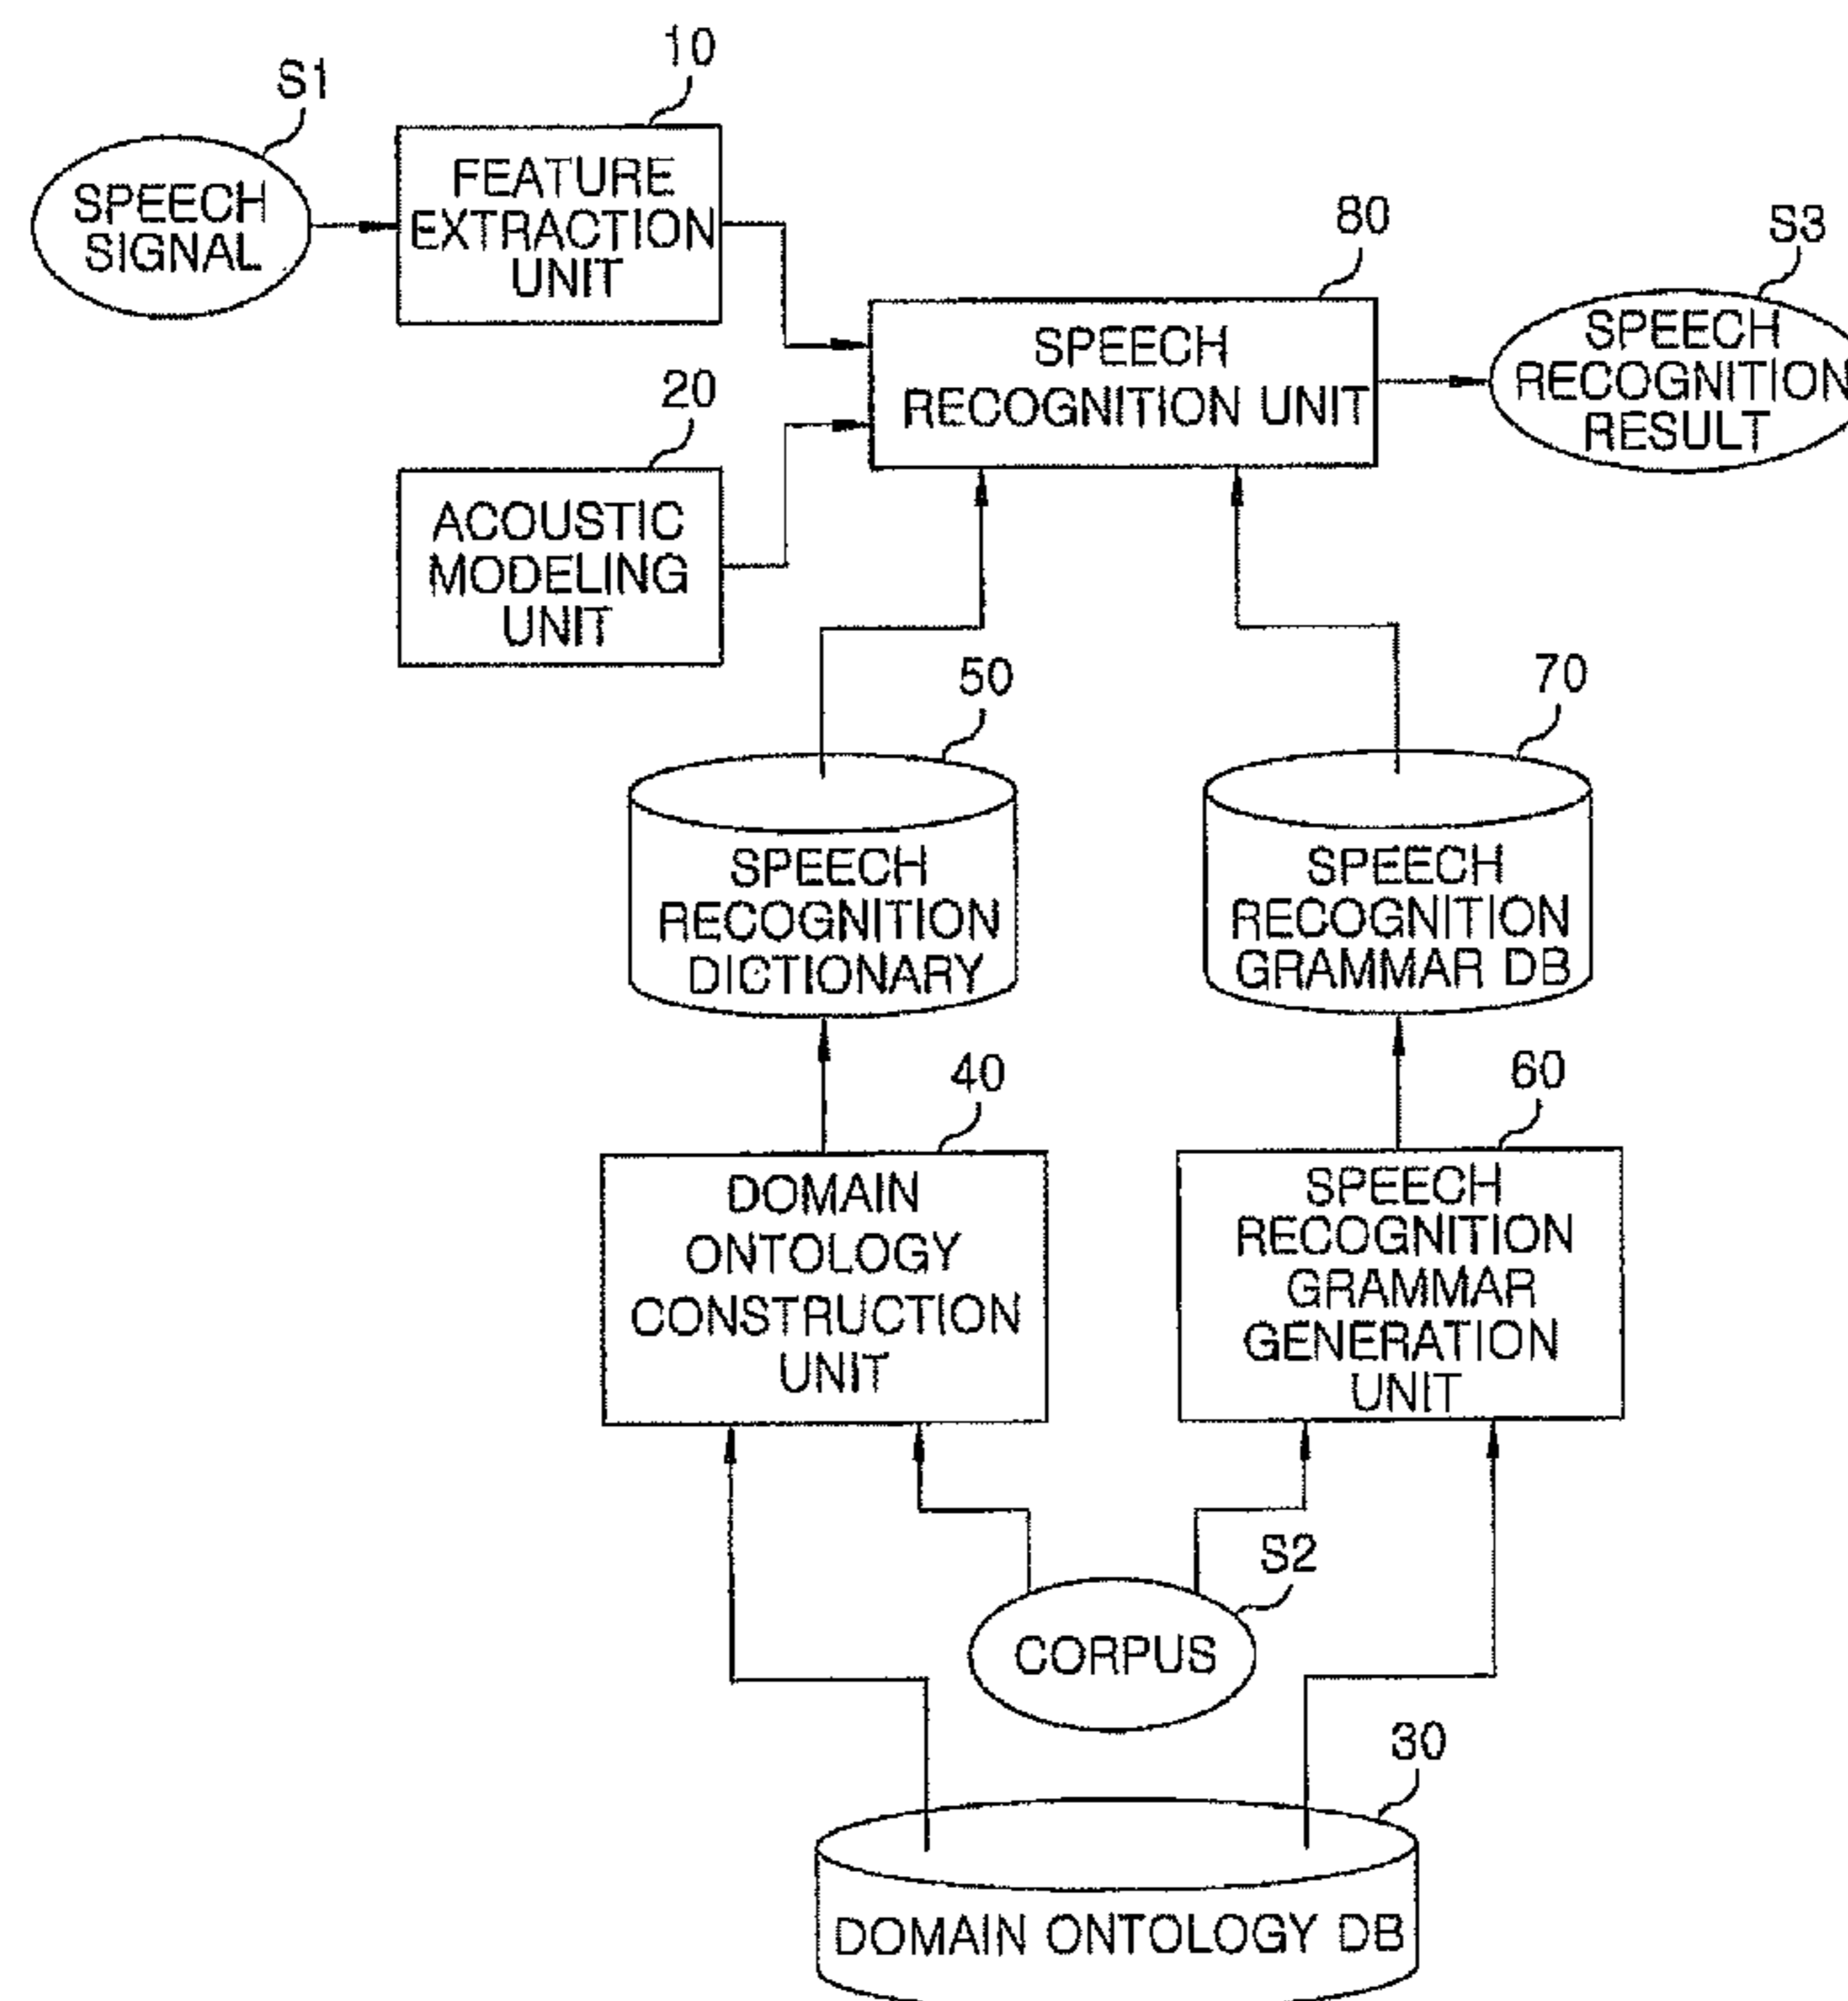 S1
SPEECH
SIGNAL
10
FEATURE
EXTRACTION
UNIT
80
SPEECH
RECOGNITION UNIT
S3
SPEECH
RECOGNITION
RESULT
20
ACOUSTIC
MODELING
UNIT
50
SPEECH
RECOGNITION
DICTIONARY
70
SPEECH
RECOGNITION
GRAMMAR DB
40
DOMAIN
ONTOLOGY
CONSTRUCTION
UNIT
60
SPEECH
RECOGNITION
GRAMMAR
GENERATION
UNIT
S2
CORPUS
30
DOMAIN ONTOLOGY DB